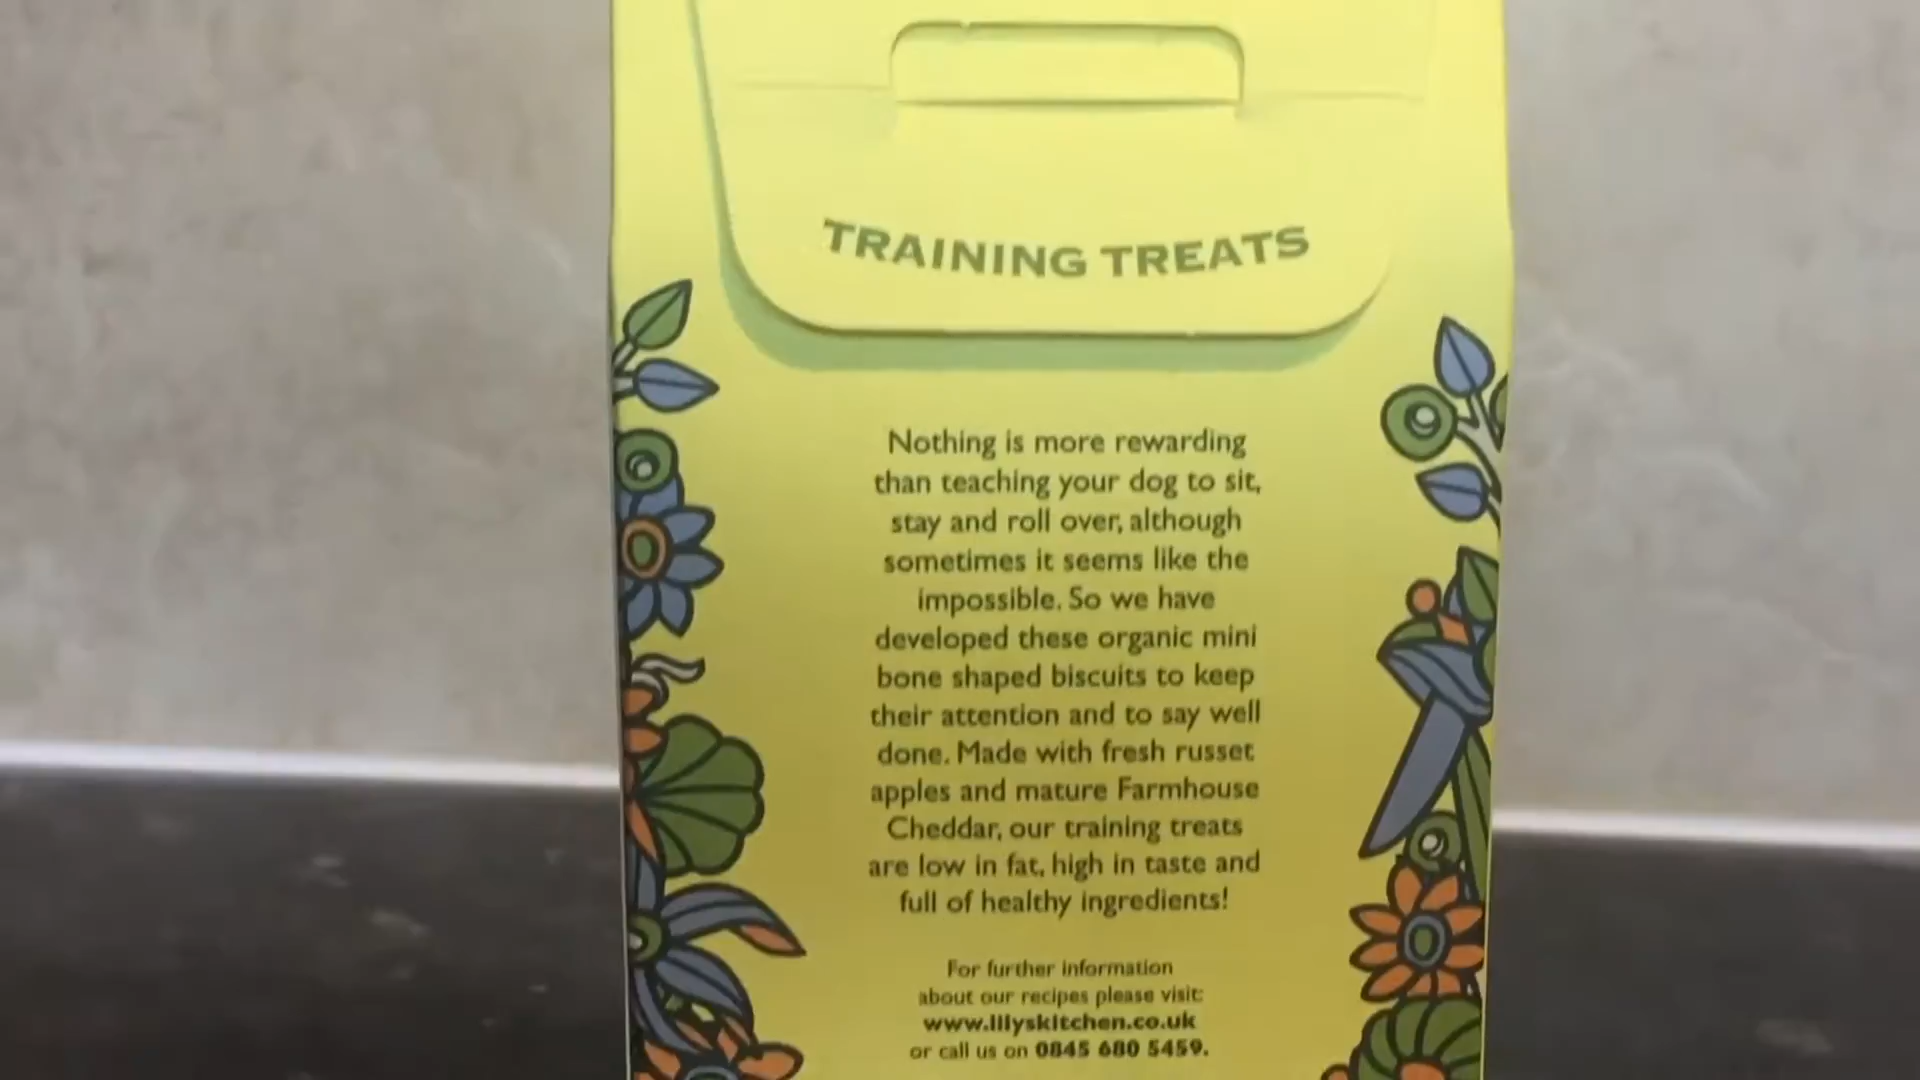 TRAINING TREATS
Nothing is more rewarding
than teaching your dog to sit,
stay and roll over, although
sometimes it seems like the
impossible. So we have
developed these organic mini
bone shaped biscuits to keep
their attention and to say well
done. Made with fresh russet
apples and mature Farmhouse
Cheddar, our training treats
are low in fat, high in taste and
full of healthy ingredients!
For further information
about our recipes please visit:
www.lilyskitchen.co.uk
or call us on 0845 680 5459.